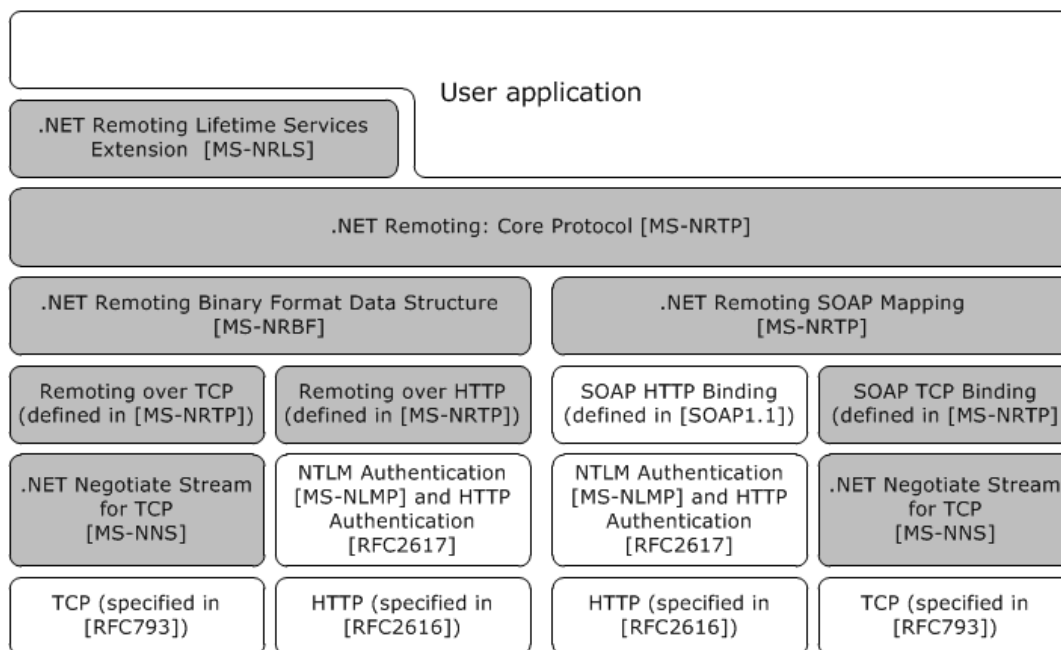 User application
.NET Remoting Lifetime Services
Extension  [MS-NRLS]
.NET Remoting: Core Protocol [MS-NRTP]
.NET Remoting Binary Format Data Structure
[MS-NRBF]
.NET Remoting SOAP Mapping
[MS-NRTP]
Remoting over TCP
(defined in [MS-NRTP])
Remoting over HTTP
(defined in [MS-NRTP])
SOAP HTTP Binding
(defined in [SOAP1.1])
SOAP TCP Binding
(defined in [MS-NRTP]
.NET Negotiate Stream
for TCP
[MS-NNS]
NTLM Authentication
[MS-NLMP] and HTTP
Authentication
[RFC2617]
NTLM Authentication
[MS-NLMP] and HTTP
Authentication
[RFC2617]
.NET Negotiate Stream
for TCP
[MS-NNS]
TCP (specified in
[RFC793])
HTTP (specified in
[RFC2616])
HTTP (specified in
[RFC2616])
TCP (specified in
[RFC793])